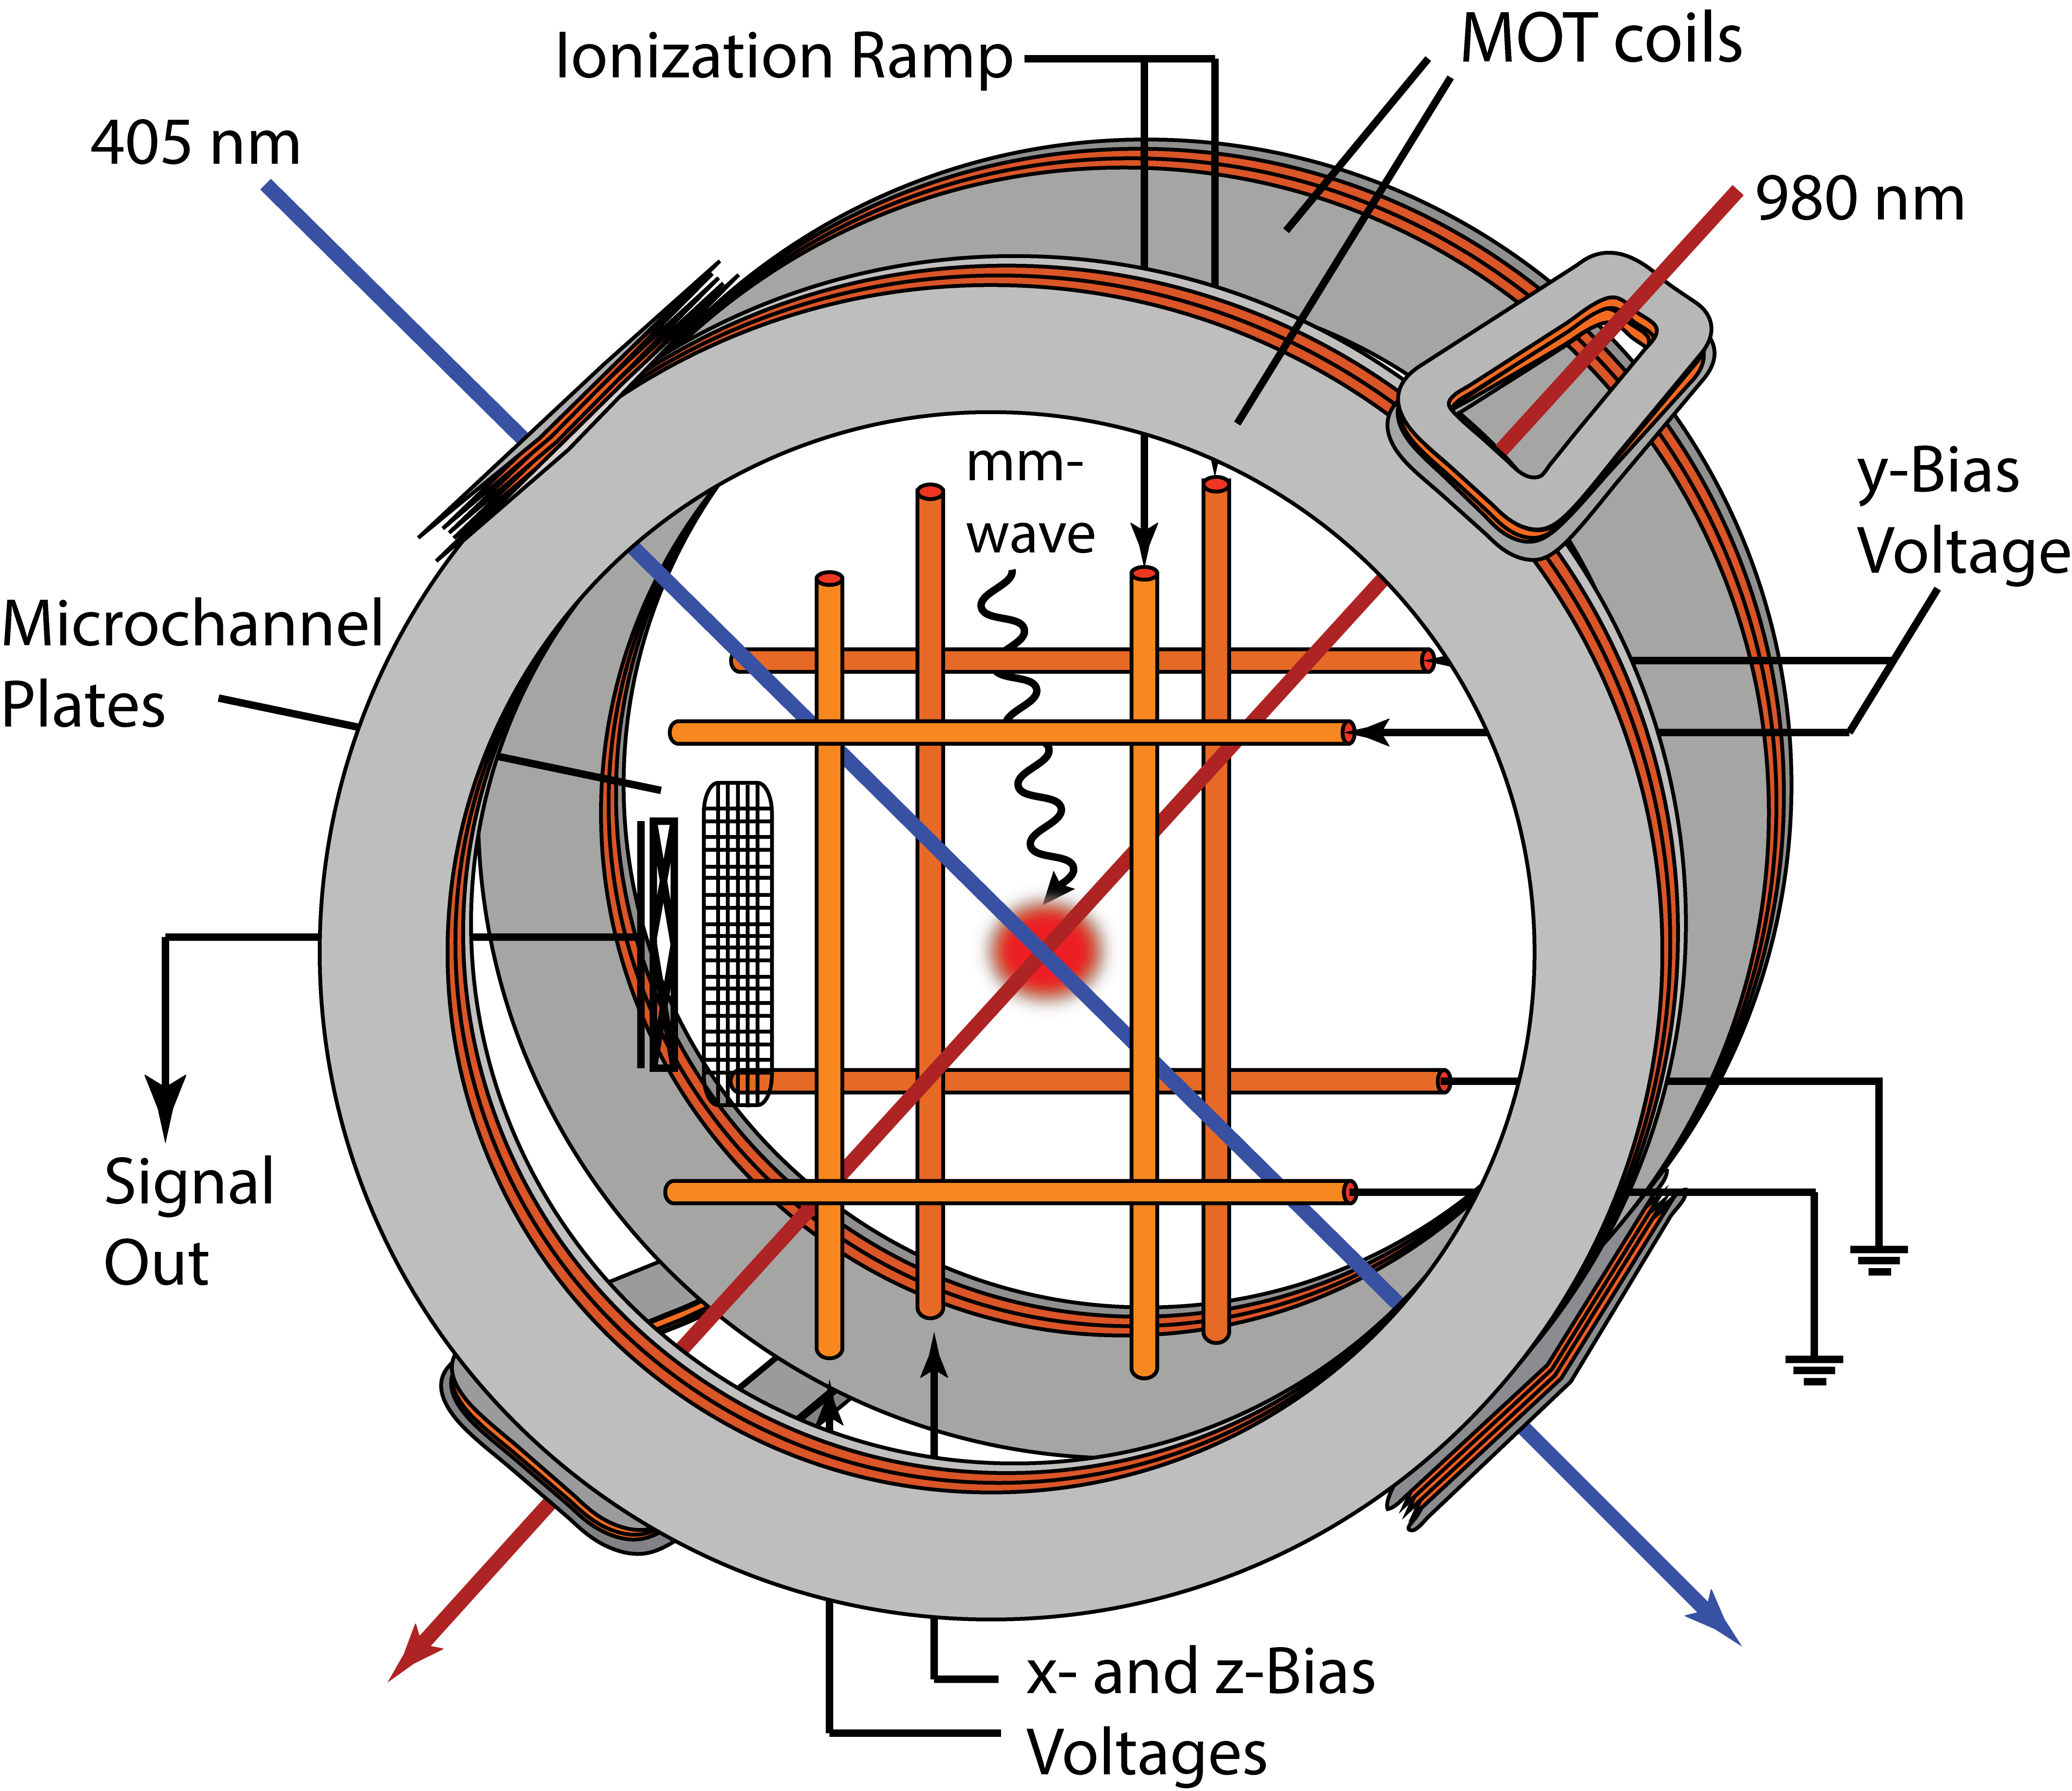 Ionization Ramp
MOT coils
405 nm
980 nm
mm-
wave
y-Bias
Voltage
Microchannel
Plates
Signal
Out
x- and z-Bias
Voltages